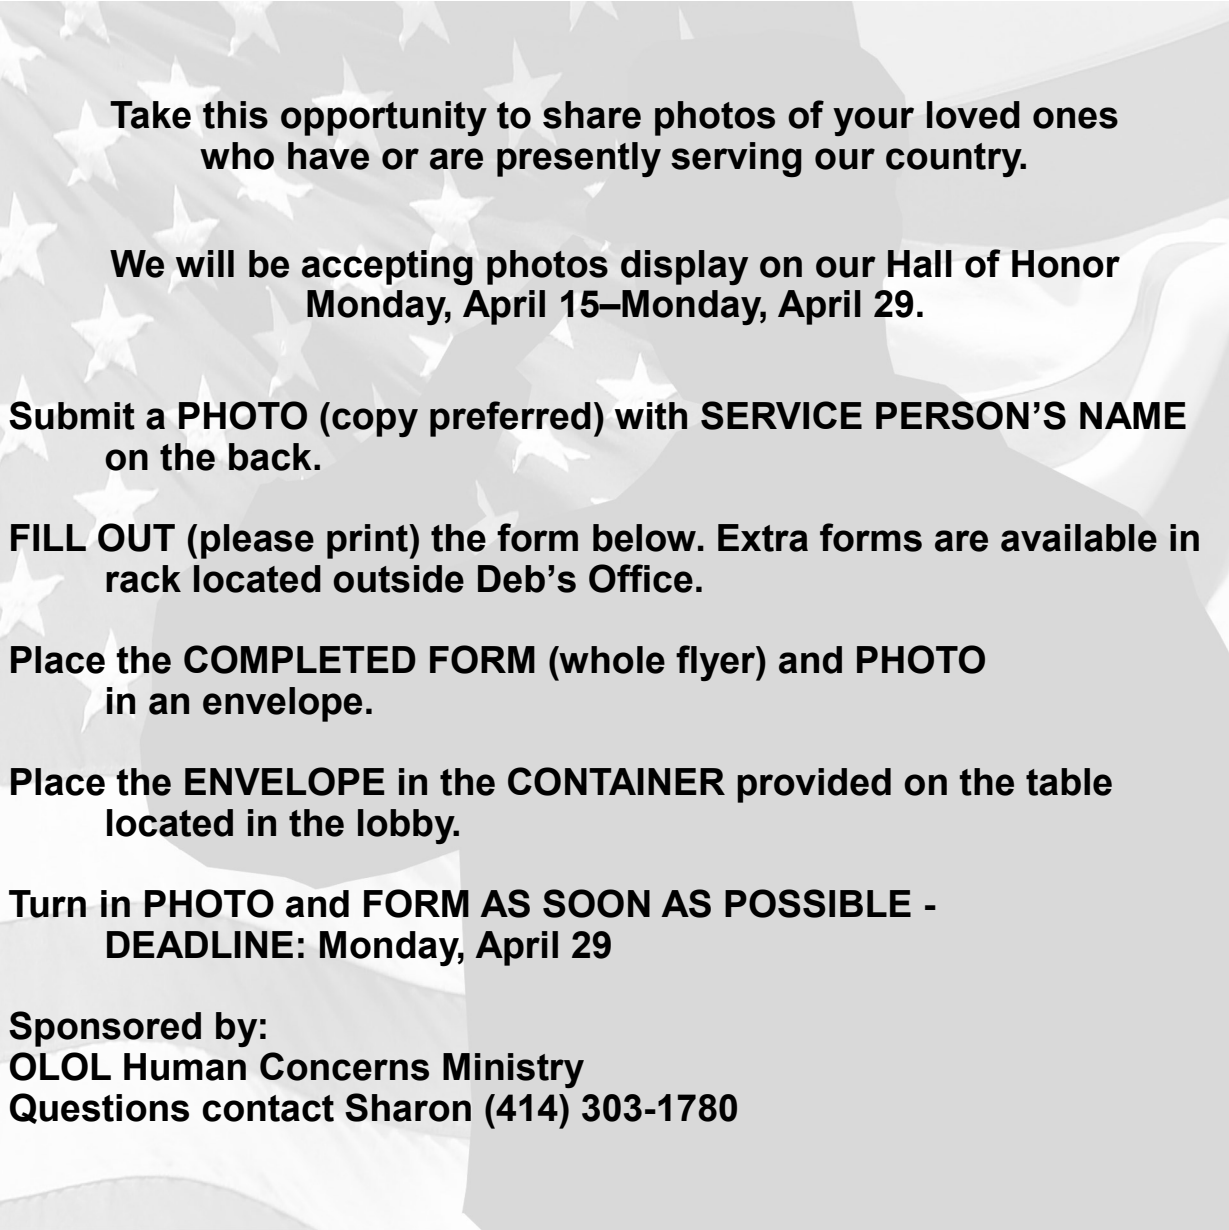 Take this opportunity to share photos of your loved ones
who have or are presently serving our country.
We will be accepting photos display on our Hall of Honor
Monday, April 15–Monday, April 29.
Submit a PHOTO (copy preferred) with SERVICE PERSON’S NAME
on the back.
FILL OUT (please print) the form below. Extra forms are available in
rack located outside Deb’s Office.
Place the COMPLETED FORM (whole flyer) and PHOTO
in an envelope.
Place the ENVELOPE in the CONTAINER provided on the table
located in the lobby.
Turn in PHOTO and FORM AS SOON AS POSSIBLE -
DEADLINE: Monday, April 29
Sponsored by:
OLOL Human Concerns Ministry
Questions contact Sharon (414) 303-1780